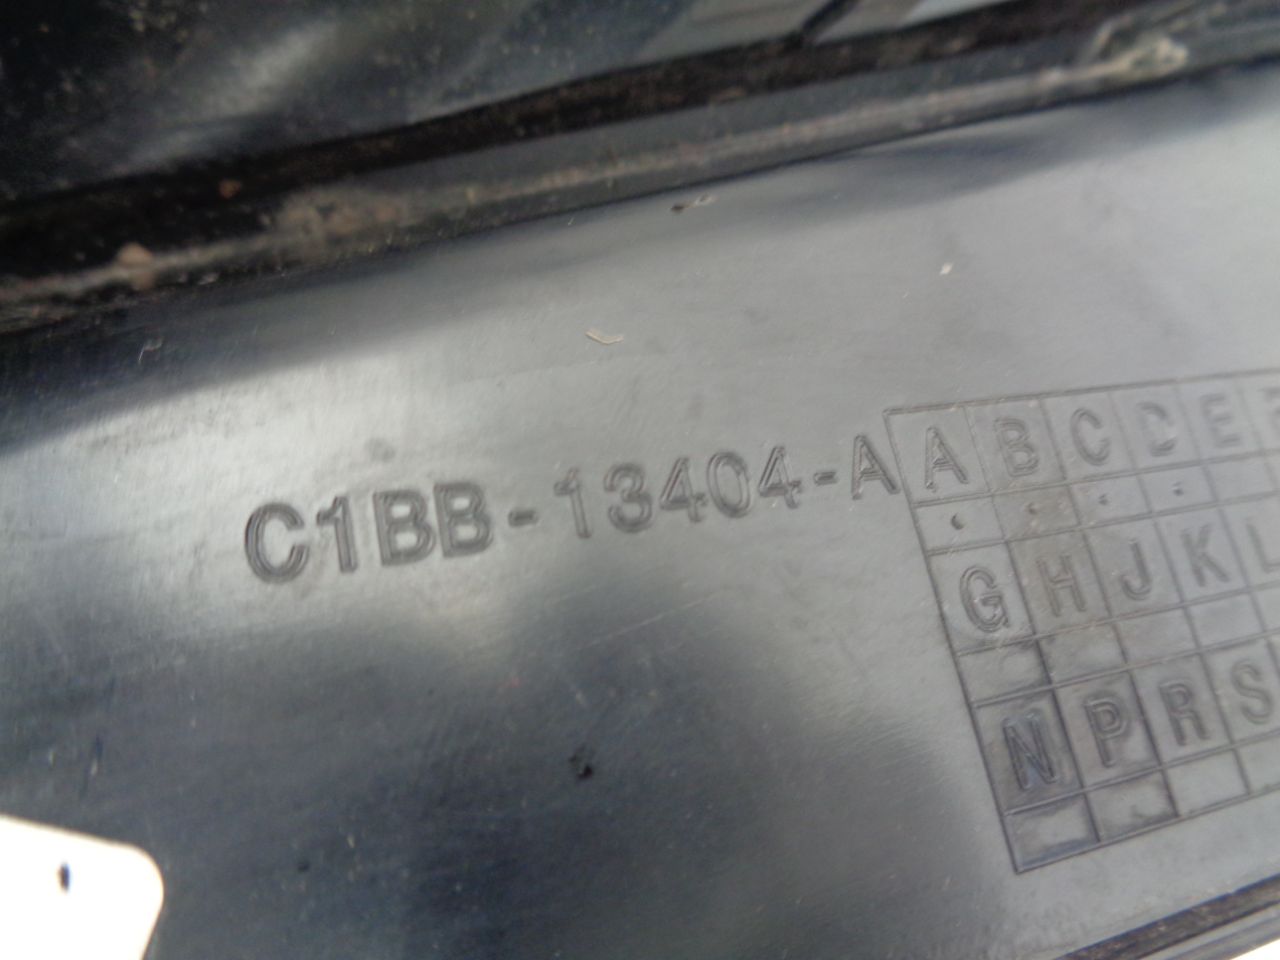 C1BB-13404-A
A B C D E
G H J K L
N P R S